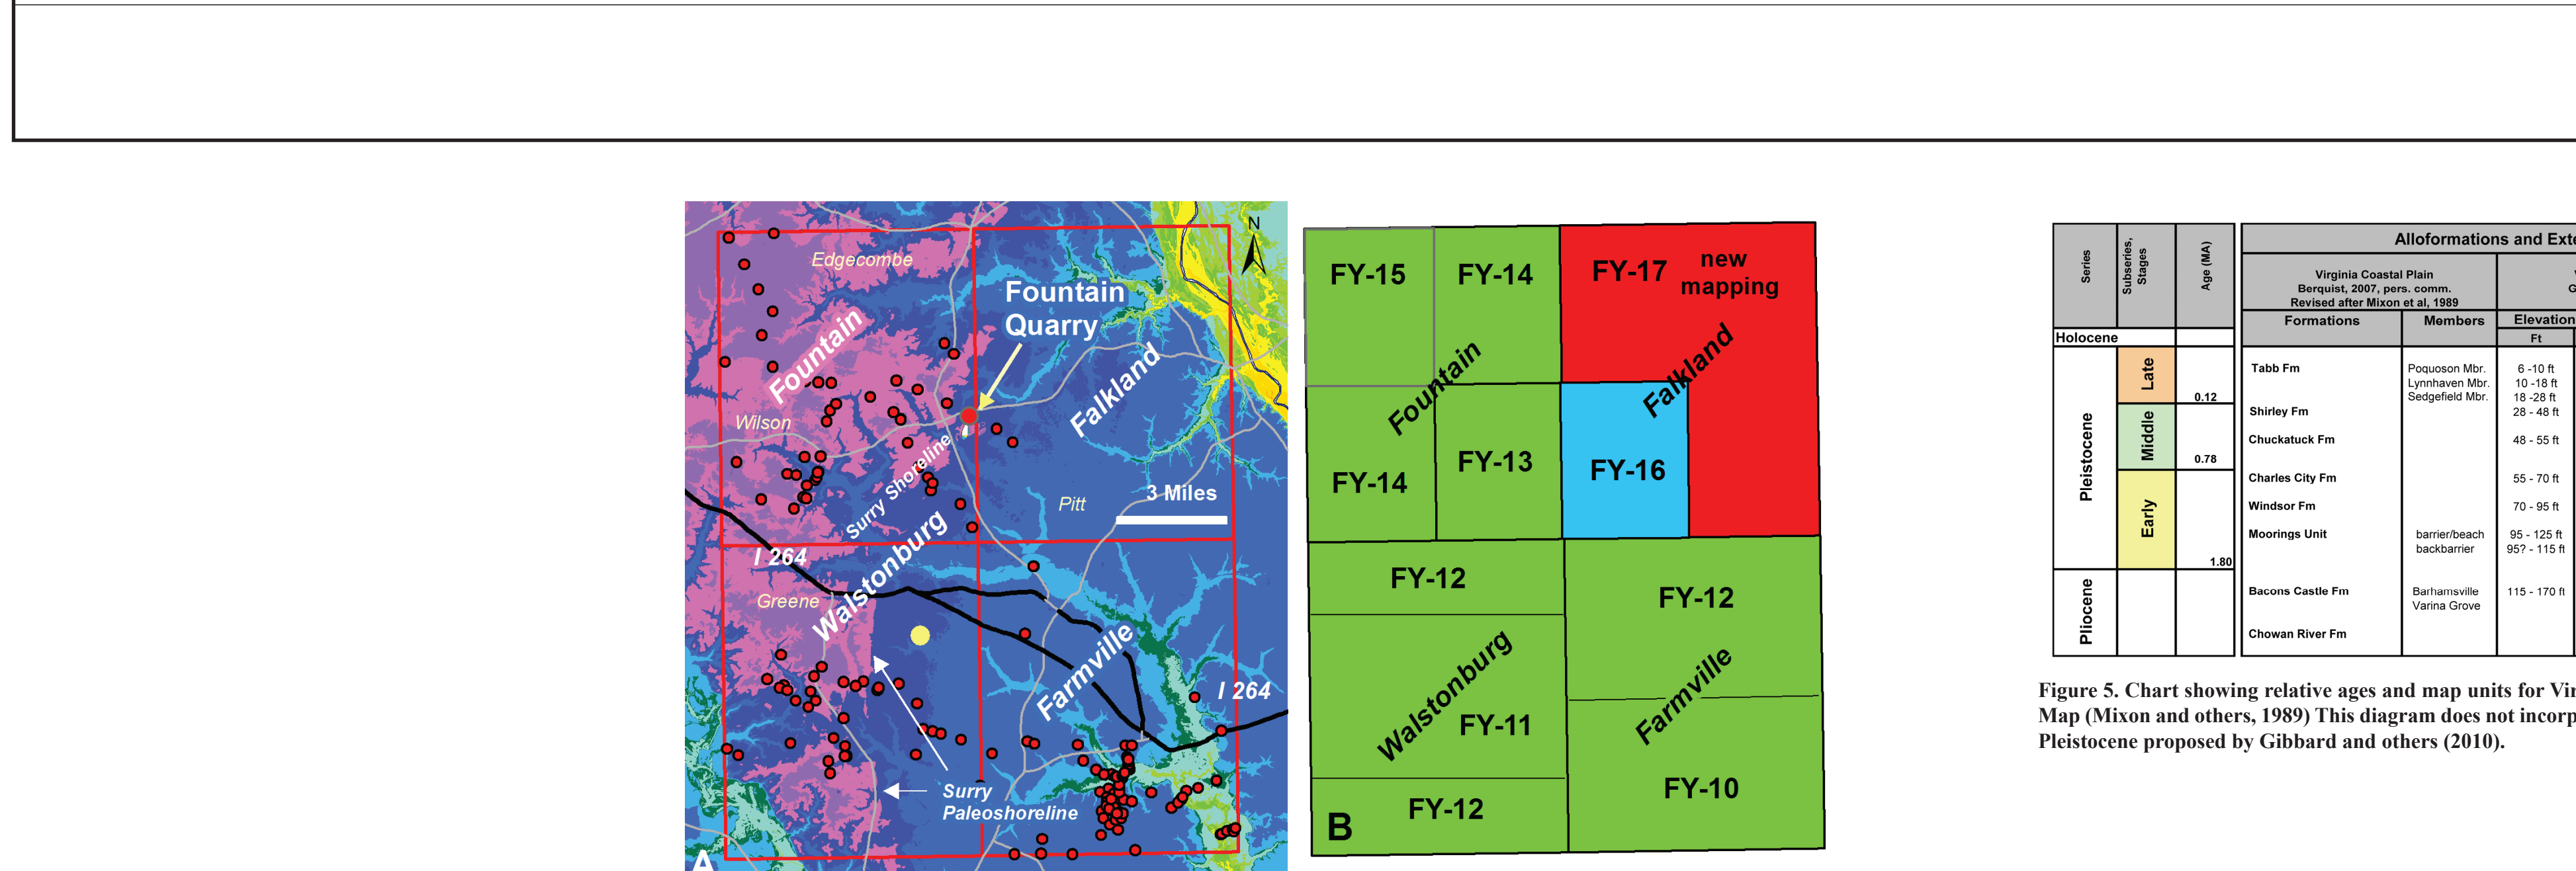 N
Edgecombe
Fountain
Quarry
Fountain
Falkland
Wilson
Surry Shoreline
Pitt
3 Miles
I 264
Walstonburg
Greene
Farmville
I 264
Surry
Paleoshoreline
A
FY-15
FY-14
FY-17
new
mapping
Fountain
Falkland
FY-14
FY-13
FY-16
FY-12
FY-12
Walstonburg
FY-11
Farmville
FY-10
FY-12
B
Series
Subseries,
Stages
Age (MA)
Alloformations and Exte
Virginia Coastal Plain
Berquist, 2007, pers. comm.
Revised after Mixon et al, 1989
G
Formations Members Elevation
Ft
Holocene
Pleistocene
Late
0.12
Middle
0.78
Early
1.80
Pliocene
Tabb Fm Poquoson Mbr. 6 -10 ft
Lynnhaven Mbr. 10 -18 ft
Sedgefield Mbr. 18 -28 ft
Shirley Fm 28 - 48 ft
Chuckatuck Fm 48 - 55 ft
Charles City Fm 55 - 70 ft
Windsor Fm 70 - 95 ft
Moorings Unit barrier/beach 95 - 125 ft
backbarrier 95? - 115 ft
Bacons Castle Fm Barhamsville 115 - 170 ft
Varina Grove
Chowan River Fm
Figure 5. Chart showing relative ages and map units for Vir
Map (Mixon and others, 1989) This diagram does not incorp
Pleistocene proposed by Gibbard and others (2010).